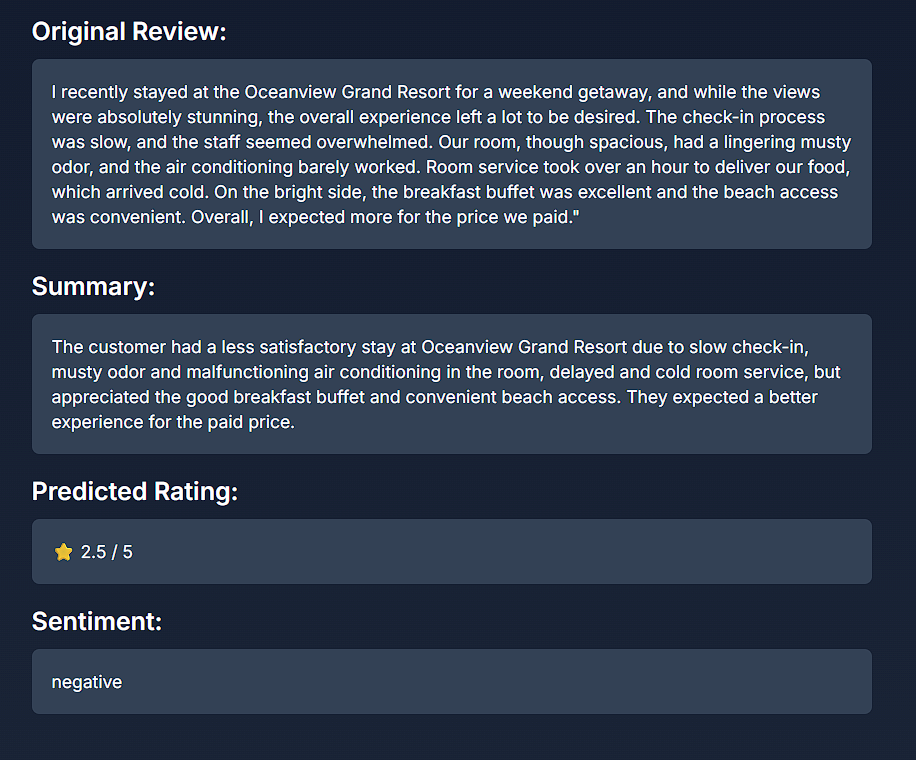 Original Review:
I recently stayed at the Oceanview Grand Resort for a weekend getaway, and while the views
were absolutely stunning, the overall experience left a lot to be desired. The check-in process
was slow, and the staff seemed overwhelmed. Our room, though spacious, had a lingering musty
odor, and the air conditioning barely worked. Room service took over an hour to deliver our food,
which arrived cold. On the bright side, the breakfast buffet was excellent and the beach access
was convenient. Overall, I expected more for the price we paid."
Summary:
The customer had a less satisfactory stay at Oceanview Grand Resort due to slow check-in,
musty odor and malfunctioning air conditioning in the room, delayed and cold room service, but
appreciated the good breakfast buffet and convenient beach access. They expected a better
experience for the paid price.
Predicted Rating:
⭐ 2.5 / 5
Sentiment:
negative